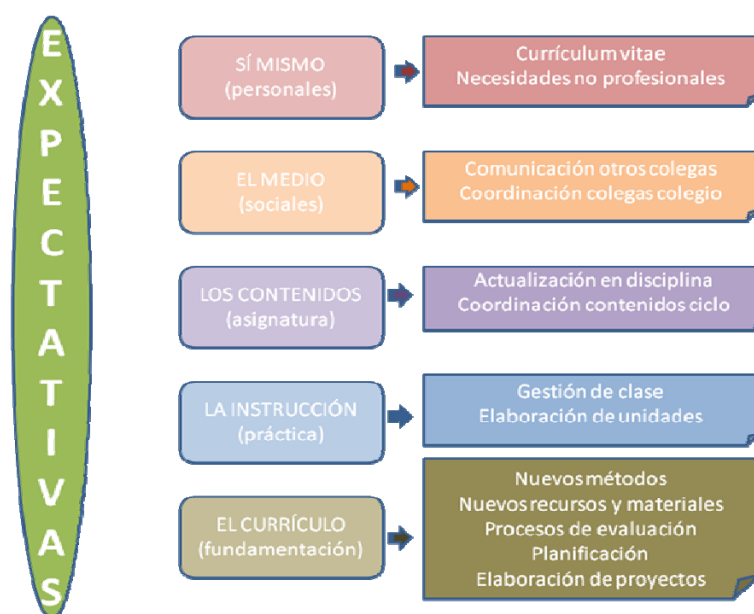 EXPECTATIVAS
SÍ MISMO
(personales)
Currículum vitae
Necesidades no profesionales
EL MEDIO
(sociales)
Comunicación otros colegas
Coordinación colegas colegio
LOS CONTENIDOS
(asignatura)
Actualización en disciplina
Coordinación contenidos ciclo
LA INSTRUCCIÓN
(práctica)
Gestión de clase
Elaboración de unidades
EL CURRÍCULO
(fundamentación)
Nuevos métodos
Nuevos recursos y materiales
Procesos de evaluación
Planificación
Elaboración de proyectos